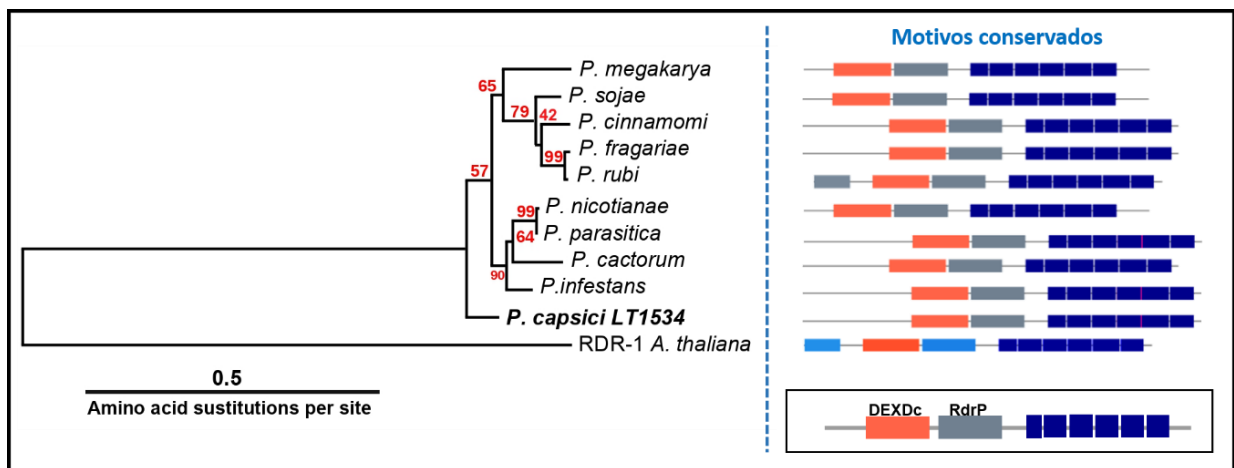 Motivos conservados
P. megakarya
65
P. sojae
79
42
P. cinnamomi
P. fragariae
99
P. rubi
57
P. nicotianae
99
P. parasitica
64
P. cactorum
90
P.infestans
P. capsici LT1534
RDR-1 A. thaliana
0.5
Amino acid sustitutions per site
DEXDc RdrP